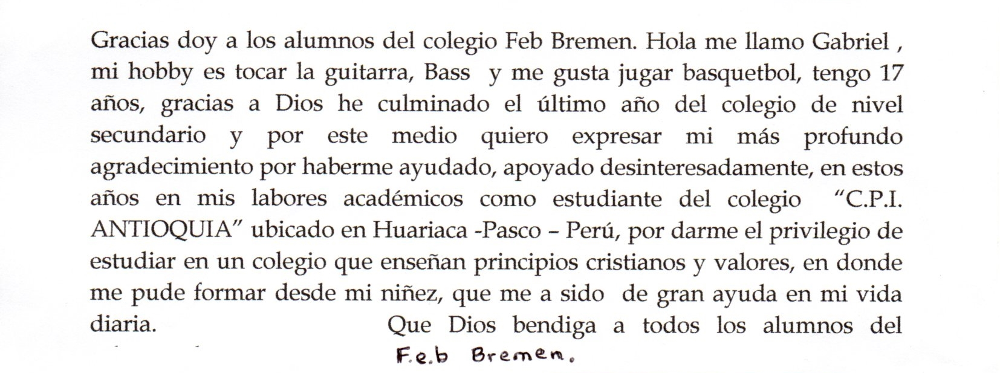 Gracias doy a los alumnos del colegio Feb Bremen. Hola me llamo Gabriel ,
mi hobby es tocar la guitarra, Bass y me gusta jugar basquetbol, tengo 17
años, gracias a Dios he culminado el último año del colegio de nivel
secundario y por este medio quiero expresar mi más profundo
agradecimiento por haberme ayudado, apoyado desinteresadamente, en estos
años en mis labores académicos como estudiante del colegio "C.P.I.
ANTIOQUIA" ubicado en Huariaca -Pasco – Perú, por darme el privilegio de
estudiar en un colegio que enseñan principios cristianos y valores, en donde
me pude formar desde mi niñez, que me a sido de gran ayuda en mi vida
diaria. Que Dios bendiga a todos los alumnos del
F.e.b Bremen.